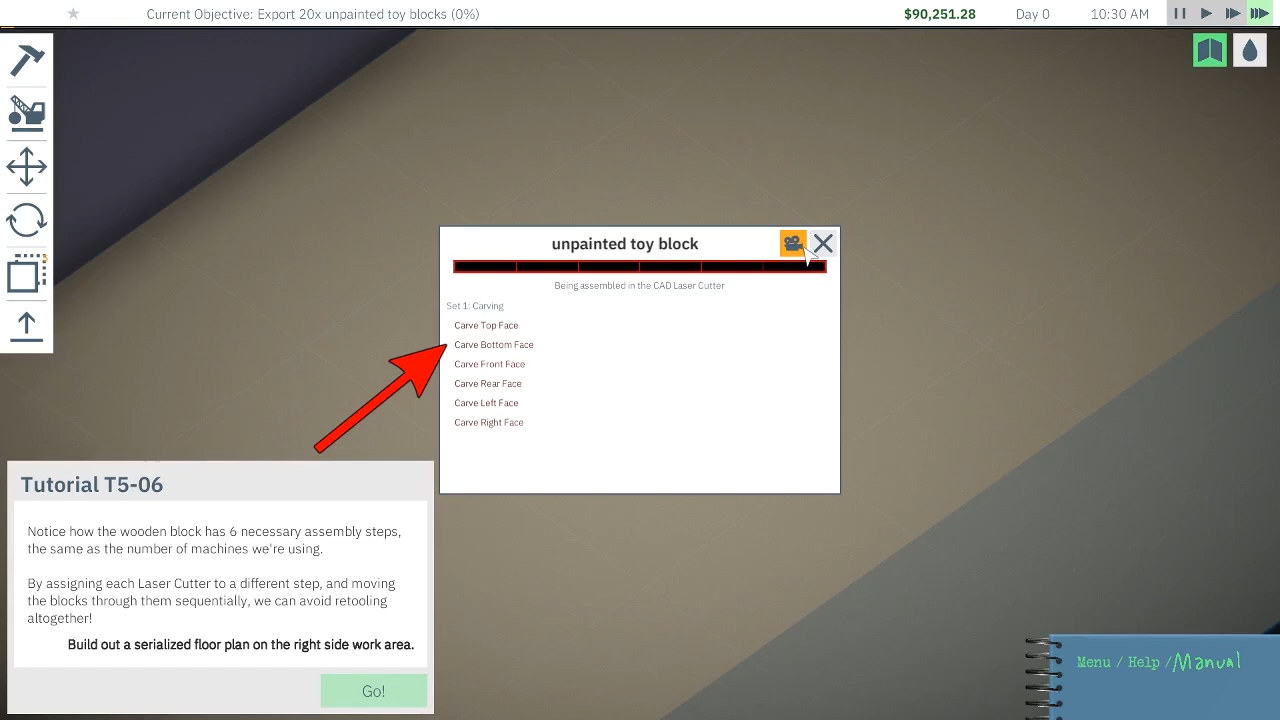 Current Objective: Export 20x unpainted toy blocks (0%)
$90,251.28
Day 0
10:30 AM
unpainted toy block
Being assembled in the CAD Laser Cutter
Set 1: Carving
Carve Top Face
Carve Bottom Face
Carve Front Face
Carve Rear Face
Carve Left Face
Carve Right Face
Tutorial T5-06
Notice how the wooden block has 6 necessary assembly steps,
the same as the number of machines we're using.
By assigning each Laser Cutter to a different step, and moving
the blocks through them sequentially, we can avoid retooling
altogether!
Build out a serialized floor plan on the right side work area.
Go!
Menu / Help / Manual